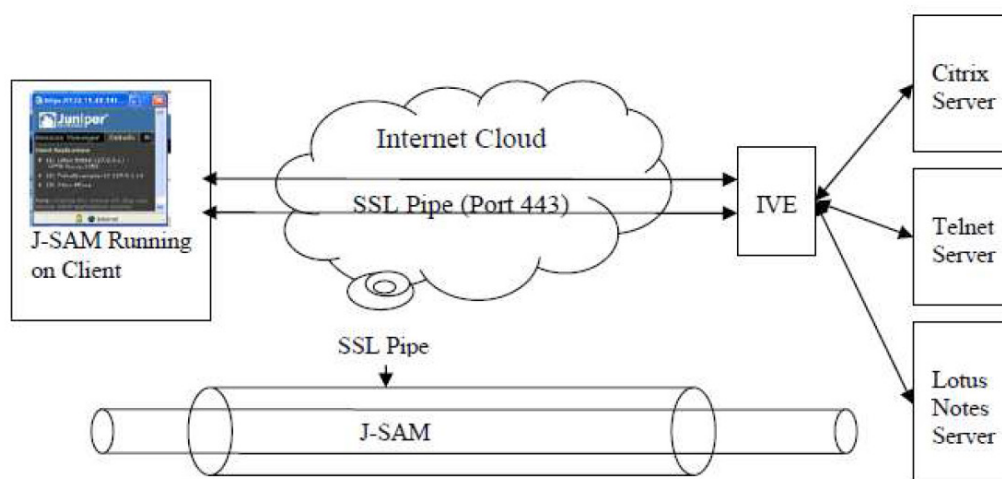 Juniper
J-SAM Running
on Client
Internet Cloud
SSL Pipe (Port 443)
IVE
Citrix
Server
Telnet
Server
Lotus
Notes
Server
SSL Pipe
J-SAM